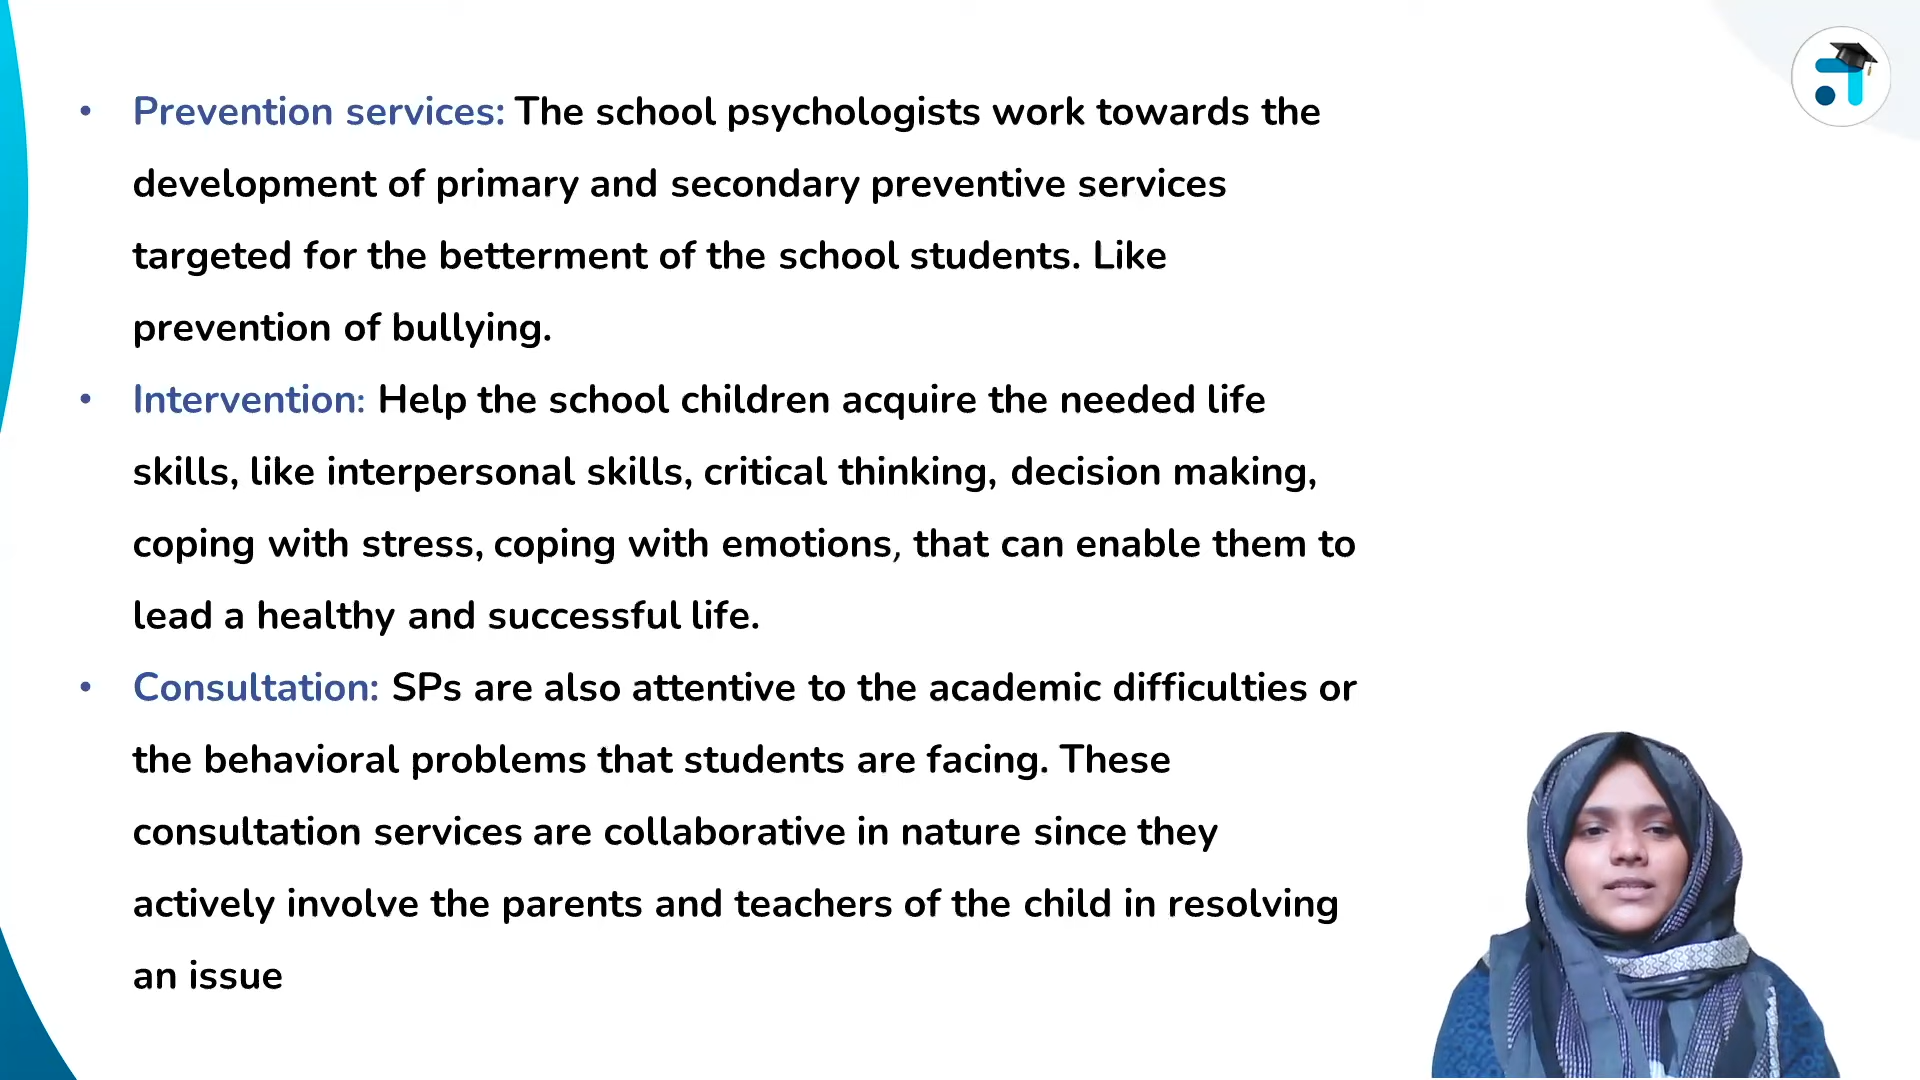 • Prevention services: The school psychologists work towards the
development of primary and secondary preventive services
targeted for the betterment of the school students. Like
prevention of bullying.
• Intervention: Help the school children acquire the needed life
skills, like interpersonal skills, critical thinking, decision making,
coping with stress, coping with emotions, that can enable them to
lead a healthy and successful life.
• Consultation: SPs are also attentive to the academic difficulties or
the behavioral problems that students are facing. These
consultation services are collaborative in nature since they
actively involve the parents and teachers of the child in resolving
an issue